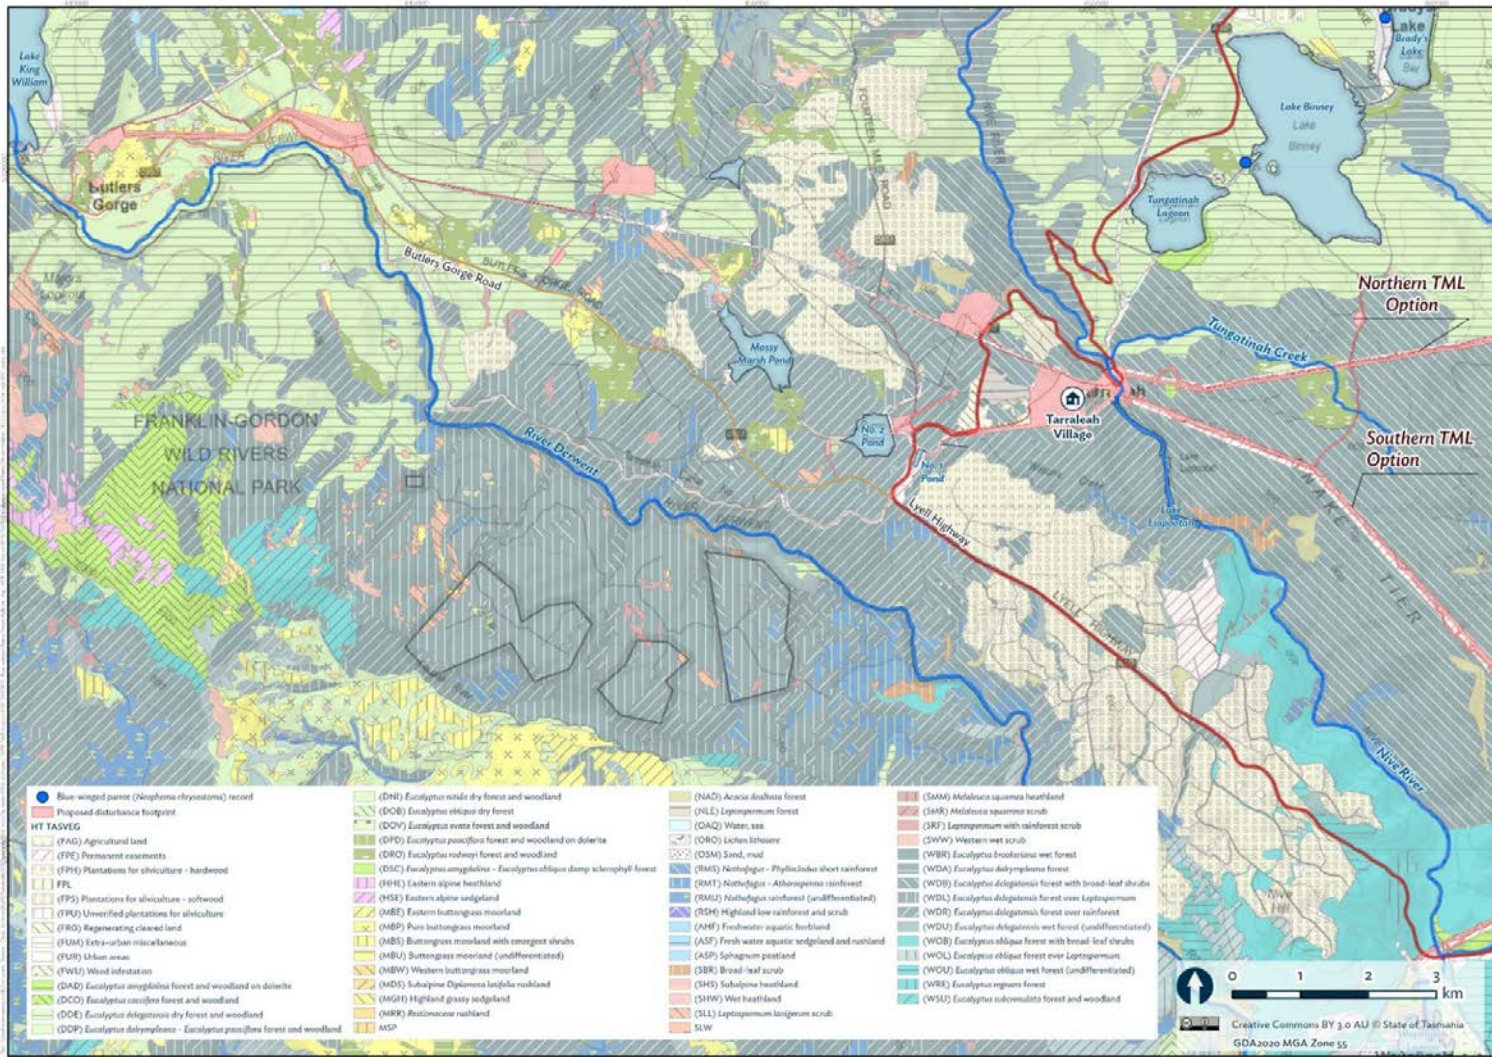 Lake
King
William
Butlers
Gorge
RIVER
Butlers Gorge Road
BUTLERS GORGE ROAD
FOURTEEN MILE ROAD
NIVE RIVER
Lake
Brady's
Lake
Bay
ROAD
Lake Binney
Lake
Binney
Tungatinah
Lagoon
Northern TML
Option
Tungatinah Creek
Mossy
Marsh Pond
Tarraleah
Village
Southern TML
Option
No. 2
Pond
No. 1
Pond
FRANKLIN-GORDON
WILD RIVERS
NATIONAL PARK
River Derwent
RIVER DERWENT
Lyell Highway
Lake
Liapootah
LYELL HIGHWAY
TIER
Nive River
Nive
Hill
Blue-winged parrot (Neophema chrysostoma) record
Proposed disturbance footprint
HT TASVEG
(FAG) Agricultural land
(FPE) Permanent easements
(FPH) Plantations for silviculture - hardwood
FPL
(FPS) Plantations for silviculture - softwood
(FPU) Unverified plantations for silviculture
(FRG) Regenerating cleared land
(FUM) Extra-urban miscellaneous
(FUR) Urban areas
(FWU) Weed infestation
(DAD) Eucalyptus amygdalina forest and woodland on dolerite
(DCO) Eucalyptus coccifera forest and woodland
(DDE) Eucalyptus delegatensis dry forest and woodland
(DDP) Eucalyptus dalrympleana - Eucalyptus pauciflora forest and woodland
(DNI) Eucalyptus nitida dry forest and woodland
(DOB) Eucalyptus obliqua dry forest
(DOV) Eucalyptus ovata forest and woodland
(DPD) Eucalyptus pauciflora forest and woodland on dolerite
(DRO) Eucalyptus rodwayi forest and woodland
(DSC) Eucalyptus amygdalina - Eucalyptus obliqua damp sclerophyll forest
(HHE) Eastern alpine heathland
(HSE) Eastern alpine sedgeland
(MBE) Eastern buttongrass moorland
(MBP) Pure buttongrass moorland
(MBS) Buttongrass moorland with emergent shrubs
(MBU) Buttongrass moorland (undifferentiated)
(MBW) Western buttongrass moorland
(MDS) Subalpine Diplarrena latifolia rushland
(MGH) Highland grassy sedgeland
(MRR) Restionaceae rushland
MSP
(NAD) Acacia dealbata forest
(NLE) Leptospermum forest
(OAQ) Water, sea
(ORO) Lichen lithosere
(OSM) Sand, mud
(RMS) Nothofagus - Phyllocladus short rainforest
(RMT) Nothofagus - Atherosperma rainforest
(RMU) Nothofagus rainforest (undifferentiated)
(RSH) Highland low rainforest and scrub
(AHF) Freshwater aquatic herbland
(ASF) Fresh water aquatic sedgeland and rushland
(ASP) Sphagnum peatland
(SBR) Broad-leaf scrub
(SHS) Subalpine heathland
(SHW) Wet heathland
(SLL) Leptospermum lanigerum scrub
SLW
(SMM) Melaleuca squamea heathland
(SMR) Melaleuca squarrosa scrub
(SRF) Leptospermum with rainforest scrub
(SWW) Western wet scrub
(WBR) Eucalyptus brookeriana wet forest
(WDA) Eucalyptus dalrympleana forest
(WDB) Eucalyptus delegatensis forest with broad-leaf shrubs
(WDL) Eucalyptus delegatensis forest over Leptospermum
(WDR) Eucalyptus delegatensis forest over rainforest
(WDU) Eucalyptus delegatensis wet forest (undifferentiated)
(WOB) Eucalyptus obliqua forest with broad-leaf shrubs
(WOL) Eucalyptus obliqua forest over Leptospermum
(WOU) Eucalyptus obliqua wet forest (undifferentiated)
(WRE) Eucalyptus regnans forest
(WSU) Eucalyptus subcrenulata forest and woodland
0 1 2 3
km
Creative Commons BY 3.0 AU © State of Tasmania
GDA2020 MGA Zone 55